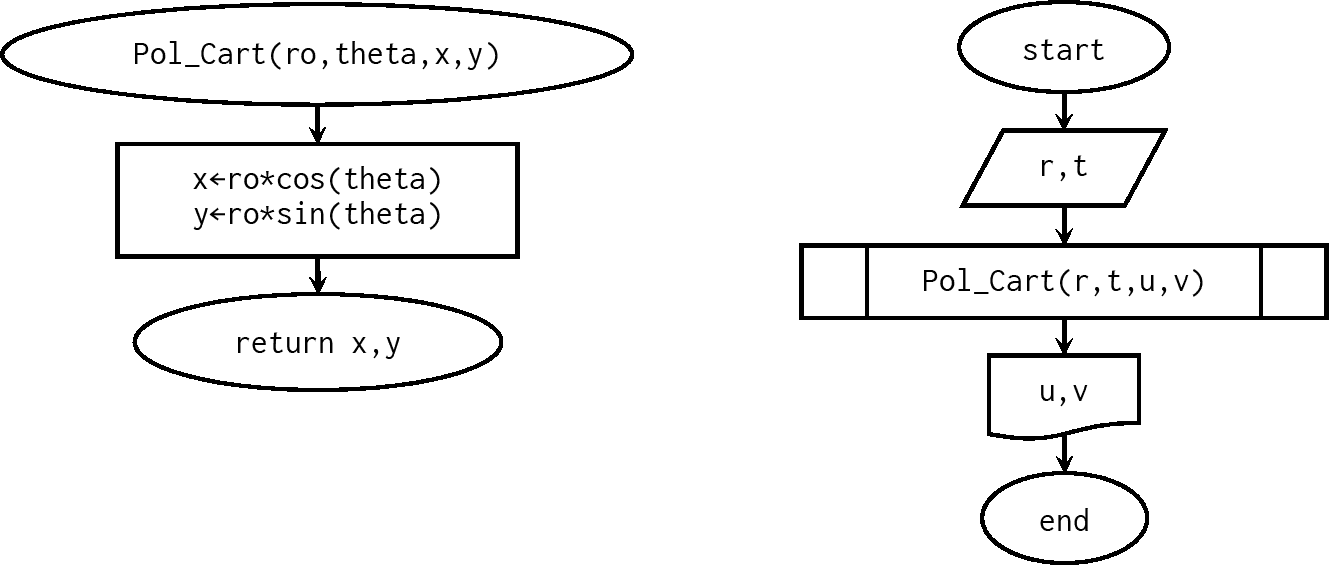 Pol_Cart(ro,theta,x,y)
x←ro*cos(theta)
y←ro*sin(theta)
return x,y
start
r,t
Pol_Cart(r,t,u,v)
u,v
end